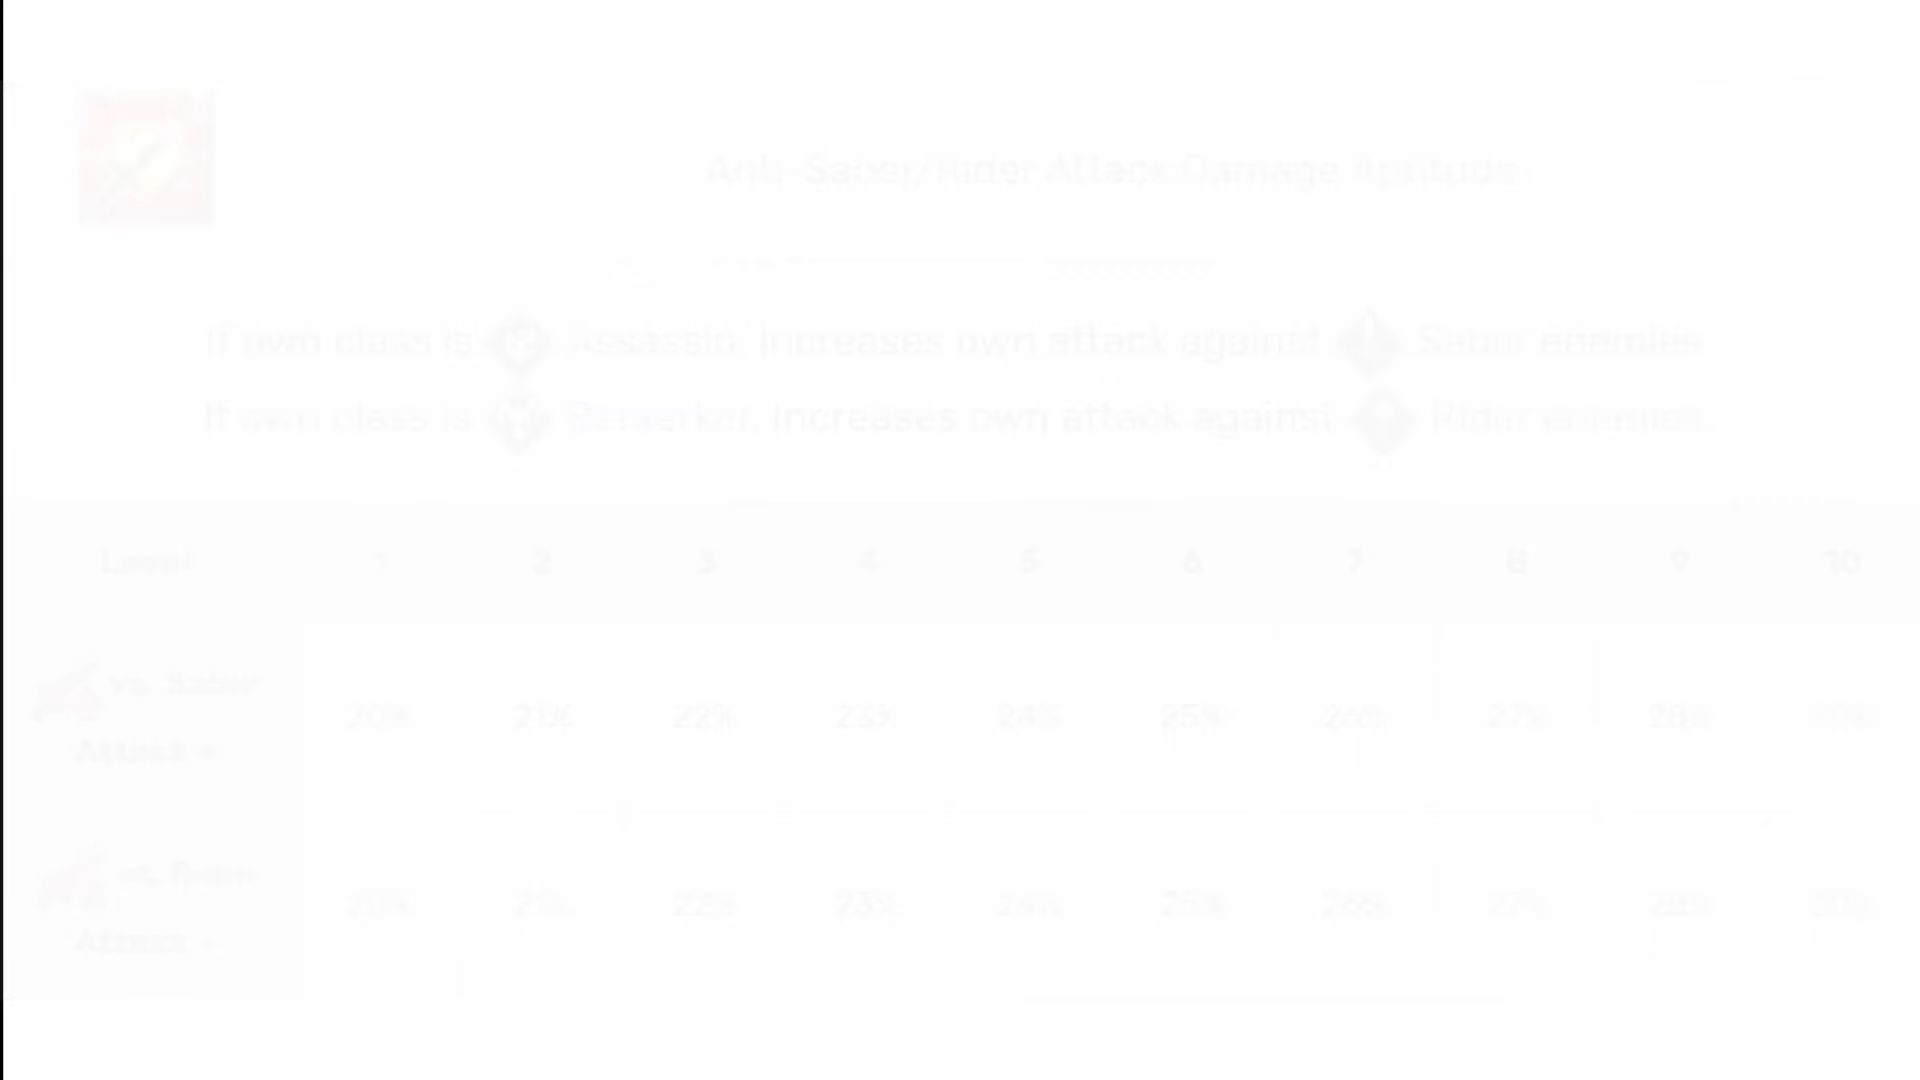 Anti-Saber/Rider Attack Damage Aptitude
If own class is Assassin. Increases own attack against Saber enemies.
If own class is Berserker. Increases own attack against Rider enemies.
Level 1 2 3 4 5 6 7 8 9 10
vs. Saber
20% 21% 22% 23% 24% 25% 26% 27% 28% 30%
Attack +
vs. Rider
20% 21% 22% 23% 24% 25% 26% 27% 28% 30%
Attack +